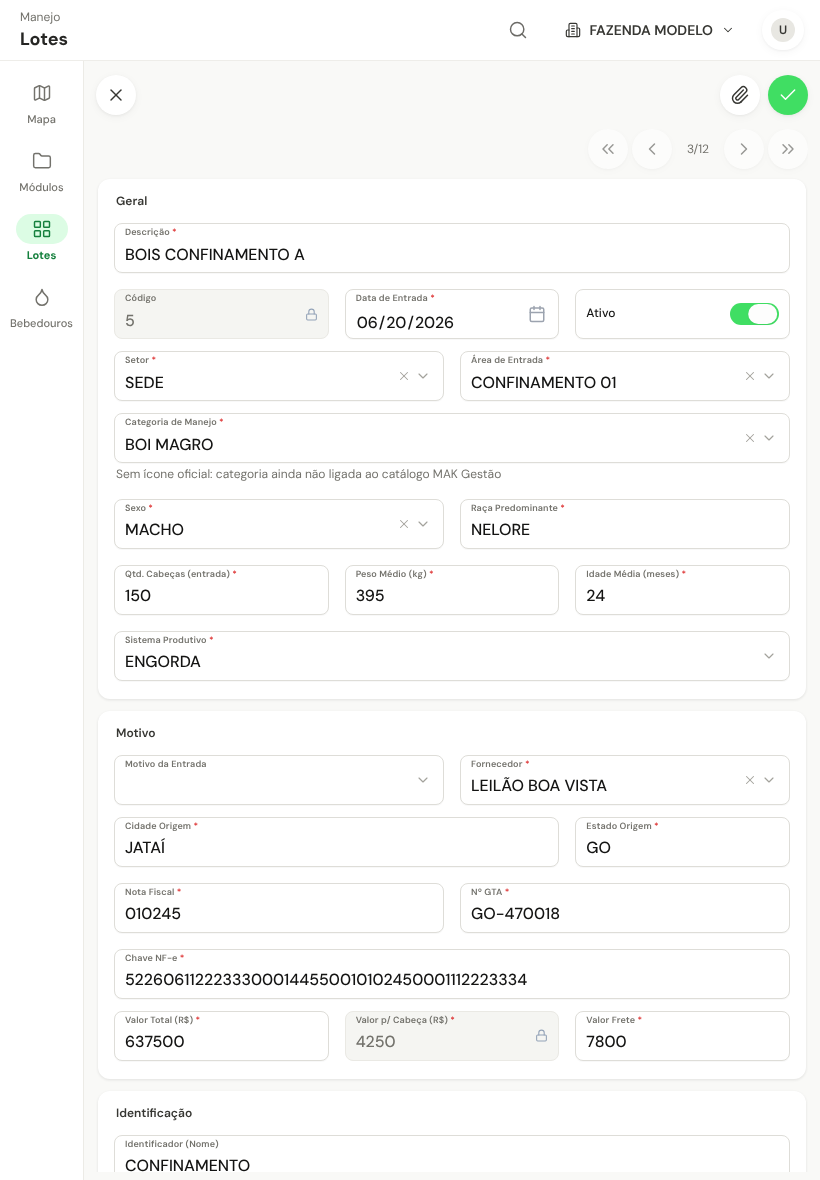 Manejo
Lotes
FAZENDA MODELO
U
Mapa
Módulos
Lotes
Bebedouros
3/12
Geral
Descrição *
BOIS CONFINAMENTO A
Código
5
Data de Entrada *
06/20/2026
Ativo
Setor *
SEDE
Área de Entrada *
CONFINAMENTO 01
Categoria de Manejo *
BOI MAGRO
Sem ícone oficial: categoria ainda não ligada ao catálogo MAK Gestão
Sexo *
MACHO
Raça Predominante *
NELORE
Qtd. Cabeças (entrada) *
150
Peso Médio (kg) *
395
Idade Média (meses) *
24
Sistema Produtivo *
ENGORDA
Motivo
Motivo da Entrada
Fornecedor *
LEILÃO BOA VISTA
Cidade Origem *
JATAÍ
Estado Origem *
GO
Nota Fiscal *
010245
Nº GTA *
GO-470018
Chave NF-e *
52260611222333000144550010102450001112223334
Valor Total (R$) *
637500
Valor p/ Cabeça (R$) *
4250
Valor Frete *
7800
Identificação
Identificador (Nome)
CONFINAMENTO